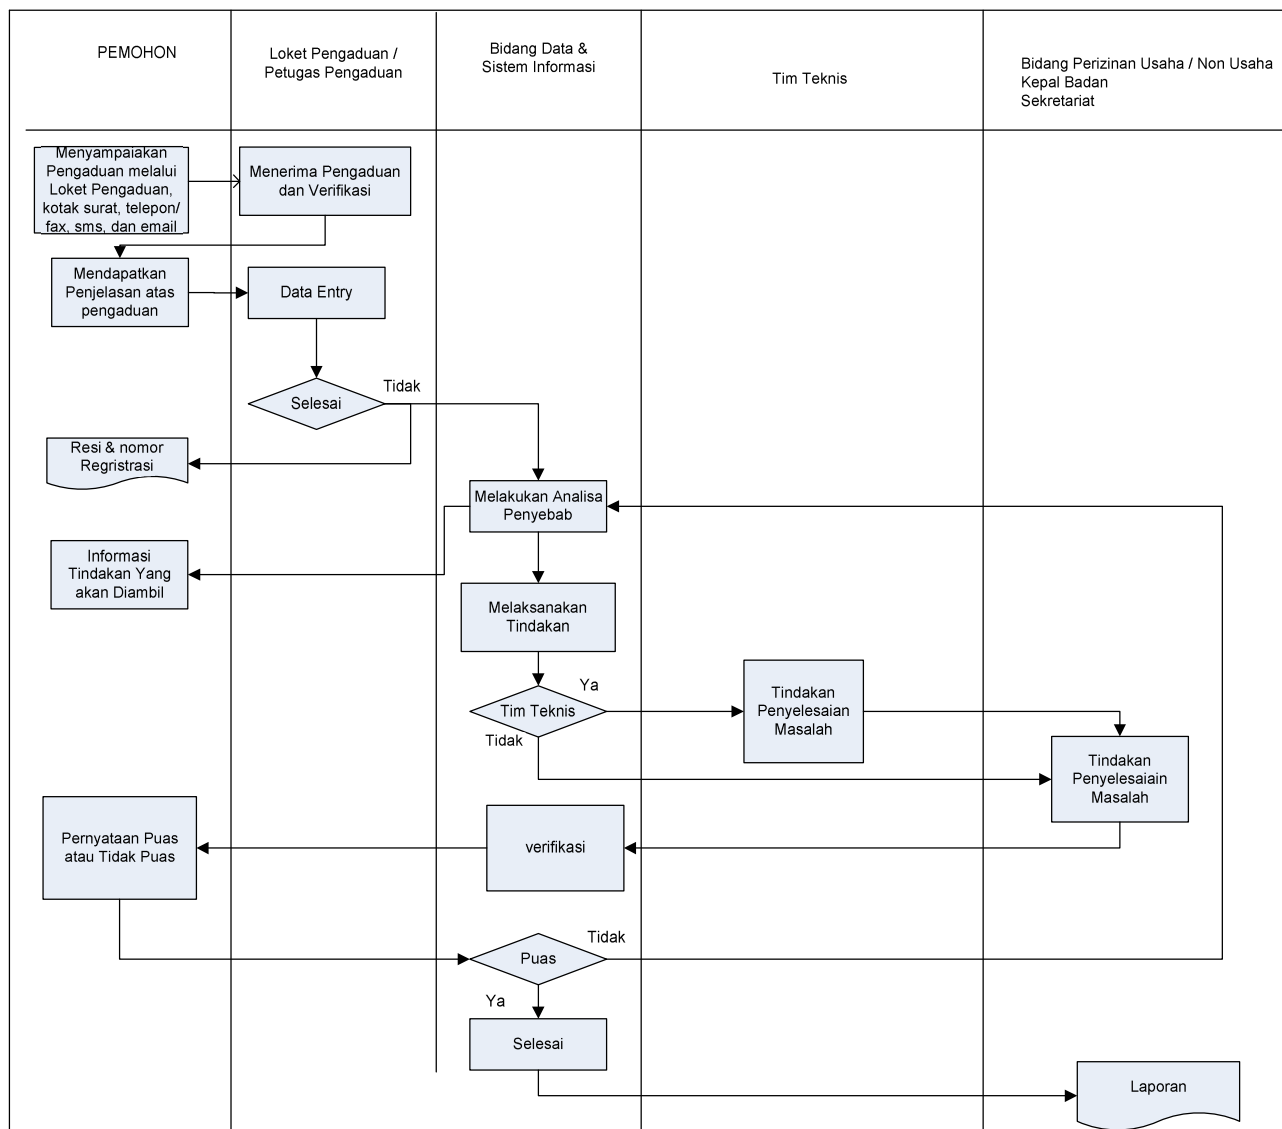 PEMOHON
Loket Pengaduan /
Petugas Pengaduan
Bidang Data &
Sistem Informasi
Tim Teknis
Bidang Perizinan Usaha / Non Usaha
Kepal Badan
Sekretariat
Menyampaiakan
Pengaduan melalui
Loket Pengaduan,
kotak surat, telepon/
fax, sms, dan email
Menerima Pengaduan
dan Verifikasi
Mendapatkan
Penjelasan atas
pengaduan
Data Entry
Selesai
Tidak
Resi & nomor
Regristrasi
Melakukan Analisa
Penyebab
Informasi
Tindakan Yang
akan Diambil
Melaksanakan
Tindakan
Tim Teknis
Ya
Tidak
Tindakan
Penyelesaian
Masalah
Tindakan
Penyelesaiain
Masalah
Pernyataan Puas
atau Tidak Puas
verifikasi
Puas
Tidak
Ya
Selesai
Laporan